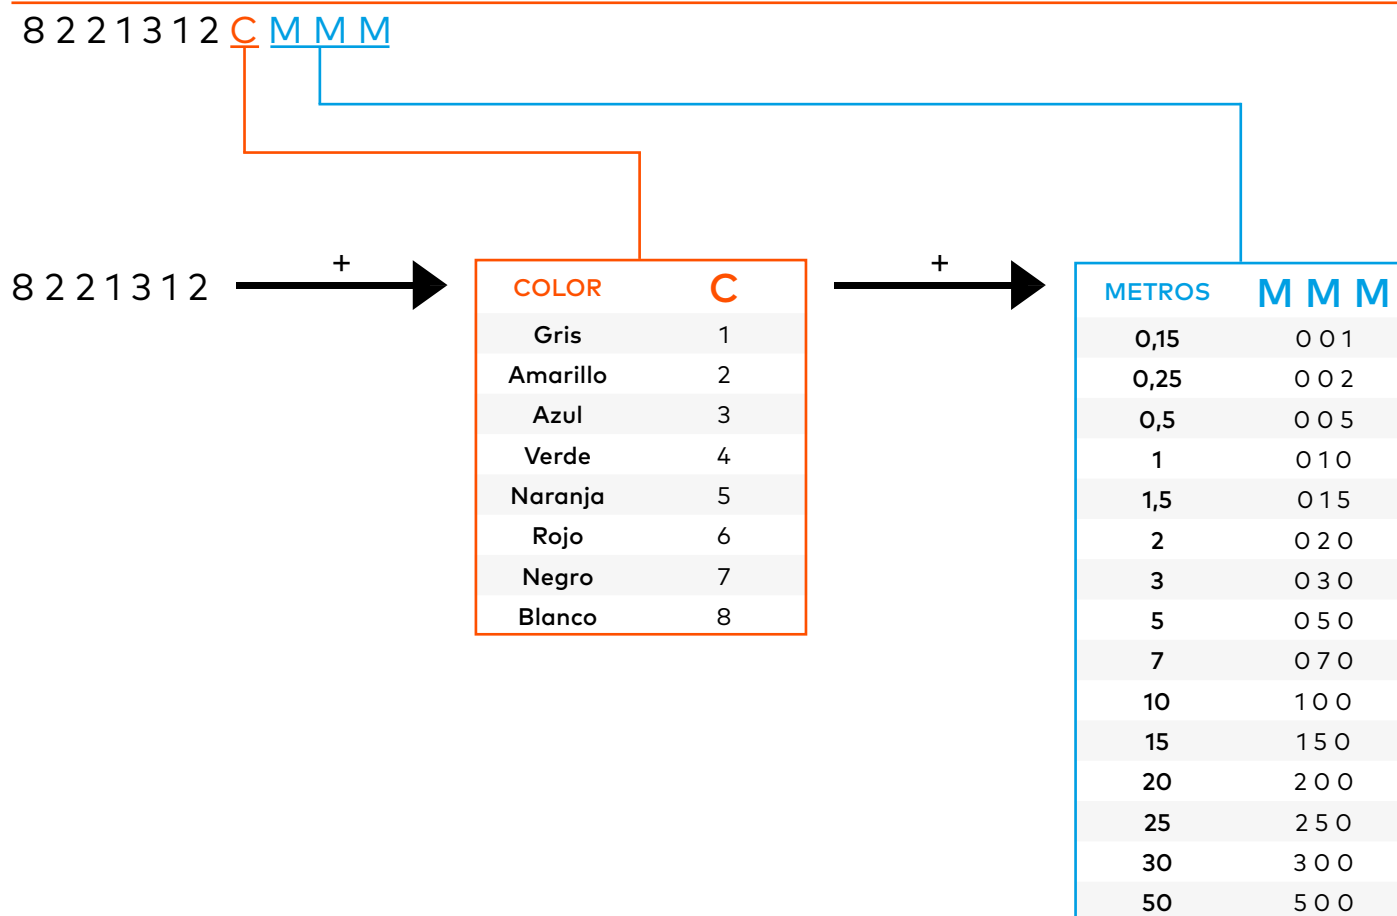 8 2 2 1 3 1 2 C M M M
8 2 2 1 3 1 2
+
COLOR C
Gris 1
Amarillo 2
Azul 3
Verde 4
Naranja 5
Rojo 6
Negro 7
Blanco 8
+
METROS M M M
0,15 0 0 1
0,25 0 0 2
0,5 0 0 5
1 0 1 0
1,5 0 1 5
2 0 2 0
3 0 3 0
5 0 5 0
7 0 7 0
10 1 0 0
15 1 5 0
20 2 0 0
25 2 5 0
30 3 0 0
50 5 0 0